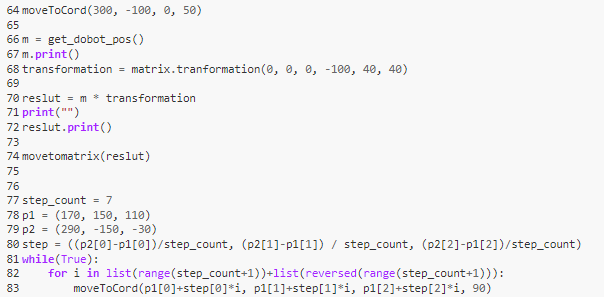 64 moveToCord(300, -100, 0, 50)
65
66 m = get_dobot_pos()
67 m.print()
68 transformation = matrix.tranformation(0, 0, 0, -100, 40, 40)
69
70 reslut = m * transformation
71 print("")
72 reslut.print()
73
74 movetomatrix(reslut)
75
76
77 step_count = 7
78 p1 = (170, 150, 110)
79 p2 = (290, -150, -30)
80 step = ((p2[0]-p1[0])/step_count, (p2[1]-p1[1]) / step_count, (p2[2]-p1[2])/step_count)
81 while(True):
82     for i in list(range(step_count+1))+list(reversed(range(step_count+1))):
83         moveToCord(p1[0]+step[0]*i, p1[1]+step[1]*i, p1[2]+step[2]*i, 90)